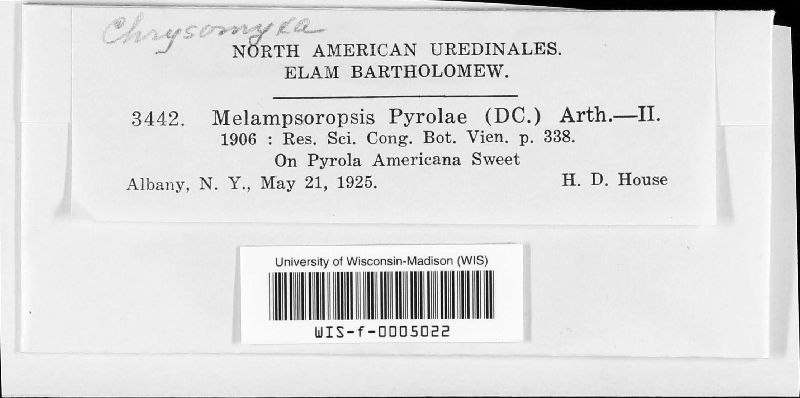 Chrysomyxa
NORTH AMERICAN UREDINALES.
ELAM BARTHOLOMEW.
3442. Melampsoropsis Pyrolae (DC.) Arth.—II.
1906 : Res. Sci. Cong. Bot. Vien. p. 338.
On Pyrola Americana Sweet
Albany, N. Y., May 21, 1925. H. D. House
University of Wisconsin-Madison (WIS)
WIS-f-0005022